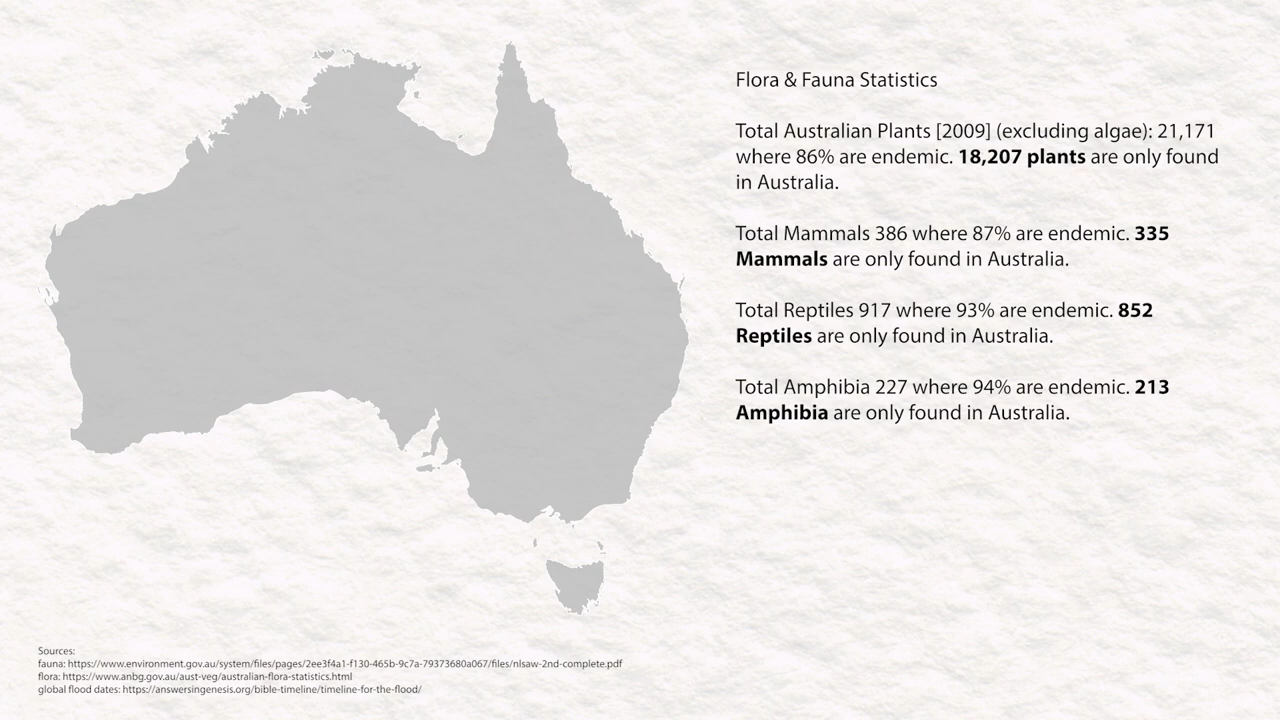 Flora & Fauna Statistics
Total Australian Plants [2009] (excluding algae): 21,171
where 86% are endemic. 18,207 plants are only found
in Australia.
Total Mammals 386 where 87% are endemic. 335
Mammals are only found in Australia.
Total Reptiles 917 where 93% are endemic. 852
Reptiles are only found in Australia.
Total Amphibia 227 where 94% are endemic. 213
Amphibia are only found in Australia.
Sources:
fauna: https://www.environment.gov.au/system/files/pages/2ee3f4a1-f130-465b-9c7a-79373680a067/files/nlsaw-2nd-complete.pdf
flora: https://www.anbg.gov.au/aust-veg/australian-flora-statistics.html
global flood dates: https://answersingenesis.org/bible-timeline/timeline-for-the-flood/